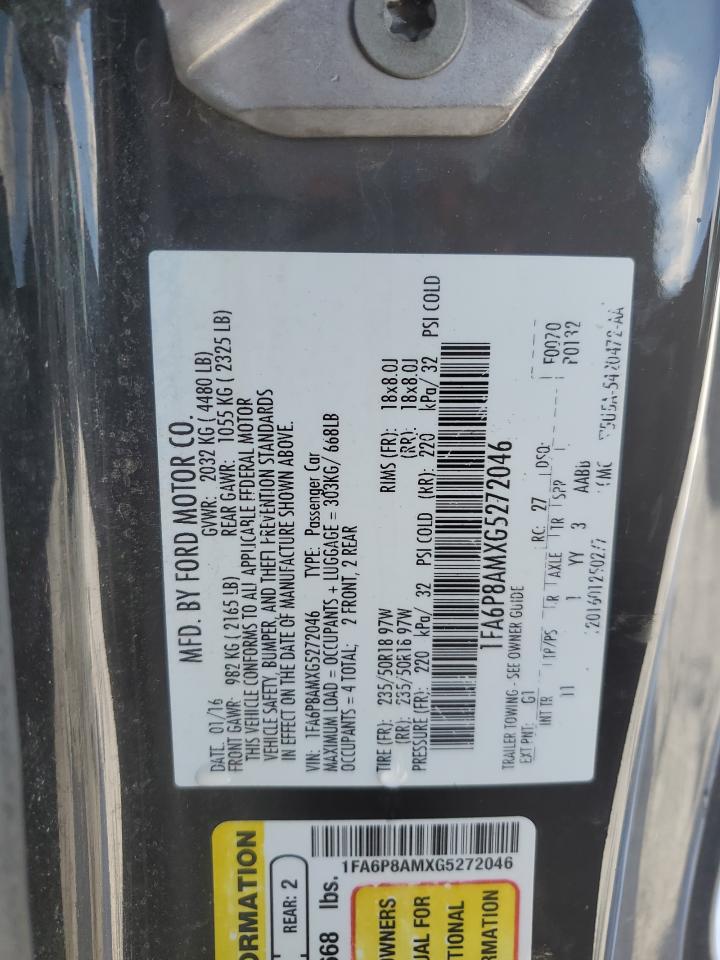 MFD. BY FORD MOTOR CO.
DATE: 01/16 GVWR: 2032 KG ( 4480 LB)
FRONT GAWR: 982 KG ( 2165 LB) REAR GAWR: 1055 KG ( 2325 LB)
THIS VEHICLE CONFORMS TO ALL APPLICABLE FEDERAL MOTOR
VEHICLE SAFETY, BUMPER, AND THEFT PREVENTION STANDARDS
IN EFFECT ON THE DATE OF MANUFACTURE SHOWN ABOVE.
VIN: 1FA6P8AMXG5272046 TYPE: Passenger Car
MAXIMUM LOAD = OCCUPANTS + LUGGAGE = 303KG/ 668LB
OCCUPANTS = 4 TOTAL; 2 FRONT, 2 REAR
TIRE (FR): 235/50R18 97W RIMS (FR): 18x8.0J
(RR): 235/50R18 97W (RR): 18x8.0J
PRESSURE (FR): 220 kPa/ 32 PSI COLD (RR): 220 kPa/ 32 PSI COLD
1FA6P8AMXG5272046
TRAILER TOWING - SEE OWNER GUIDE
EXT PNT: G1 RC: 27 DSO: F0070
INT TR TP/PS R AXLE TR SPP P0132
11 1 YY 3 AABB
ORMATION
REAR: 2
668 lbs.
1FA6P8AMXG5272046
OWNERS
UAL FOR
TIONAL
RMATION